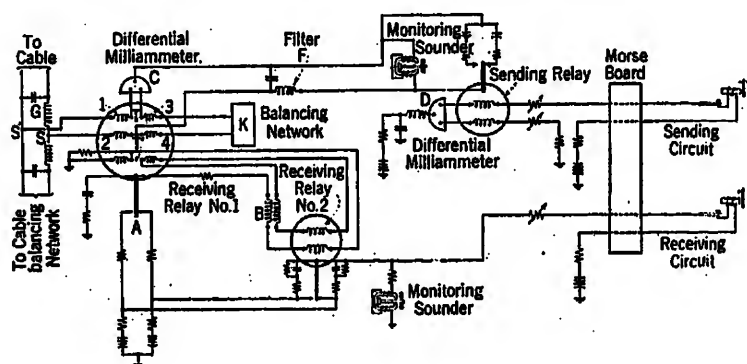 To
Cable
Differential
Milliammeter.
C
Filter
F
Monitoring
Sounder
Sending Relay
Morse
Board
G
S
S
1
3
2
4
K
Balancing
Network
D
Differential
Milliammeter
Sending
Circuit
To Cable
balancing
Network
Receiving
Relay No.1
A
B
Receiving
Relay
No.2
Monitoring
Sounder
Receiving
Circuit